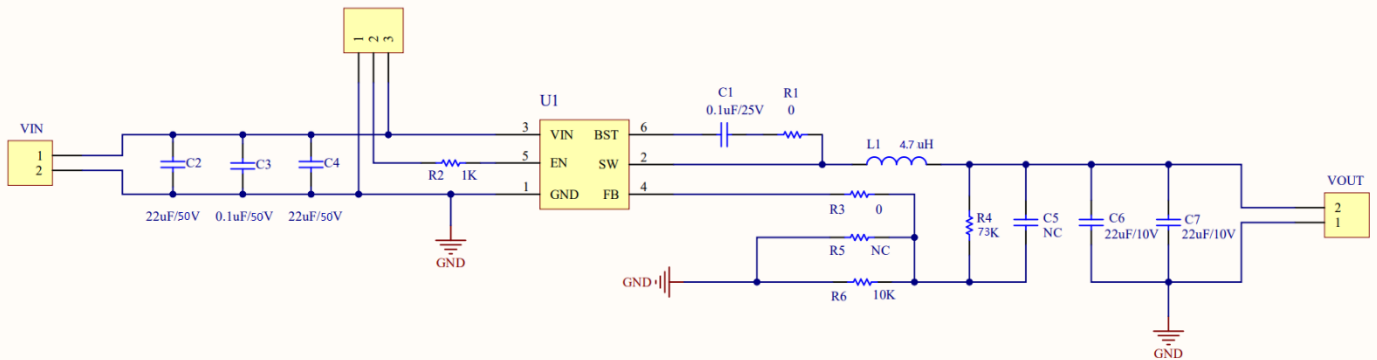 1 2 3
VIN
1
2
C2
22uF/50V
C3
0.1uF/50V
C4
22uF/50V
R2 1K
GND
U1
3 VIN BST 6
5 EN SW 2
1 GND FB 4
C1
0.1uF/25V
R1
0
L1 4.7 uH
R3 0
R5 NC
R6 10K
GND
R4
73K
C5
NC
C6
22uF/10V
C7
22uF/10V
GND
VOUT
2
1